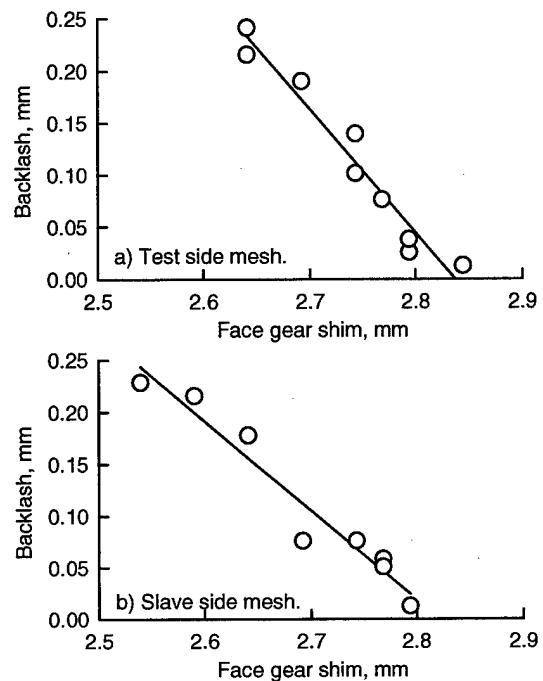 0.25
0.20
0.15
0.10
0.05
0.00
Backlash, mm
a) Test side mesh.
2.5 2.6 2.7 2.8 2.9
Face gear shim, mm
0.25
0.20
0.15
0.10
0.05
0.00
Backlash, mm
b) Slave side mesh.
2.5 2.6 2.7 2.8 2.9
Face gear shim, mm